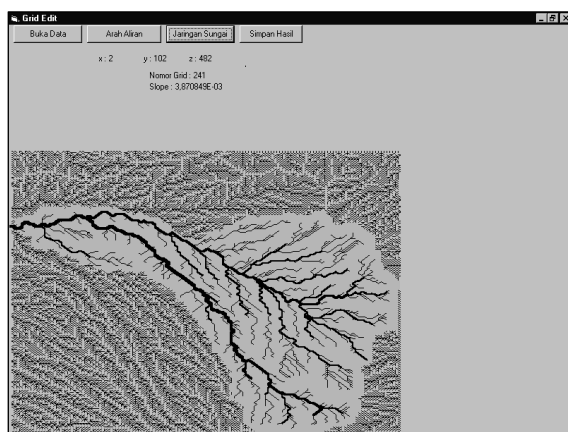 Grid Edit
Buka Data Arah Aliran Jaringan Sungai Simpan Hasil
x : 2 y : 102 z : 482
Nomor Grid : 241
Slope : 3,870849E-03